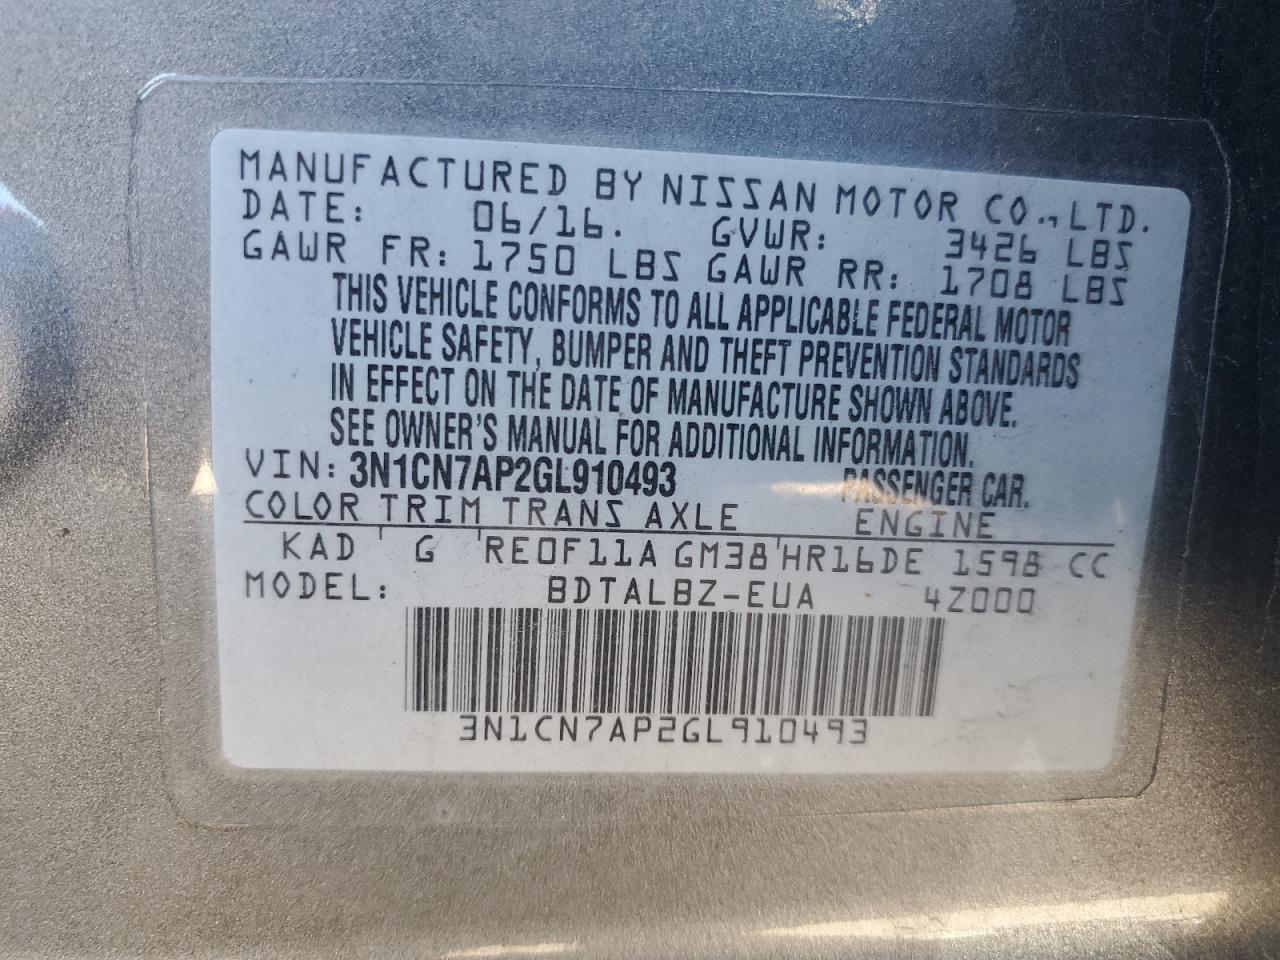 MANUFACTURED BY NISSAN MOTOR CO., LTD.
DATE: 06/16. GVWR: 3426 LBS
GAWR FR: 1750 LBS GAWR RR: 1708 LBS
THIS VEHICLE CONFORMS TO ALL APPLICABLE FEDERAL MOTOR
VEHICLE SAFETY, BUMPER AND THEFT PREVENTION STANDARDS
IN EFFECT ON THE DATE OF MANUFACTURE SHOWN ABOVE.
SEE OWNER'S MANUAL FOR ADDITIONAL INFORMATION.
VIN: 3N1CN7AP2GL910493 PASSENGER CAR.
COLOR TRIM TRANS AXLE ENGINE
KAD G RE0F11A GM38 HR16DE 1598 CC
MODEL: BDTALBZ-EUA 4Z000
3N1CN7AP2GL910493